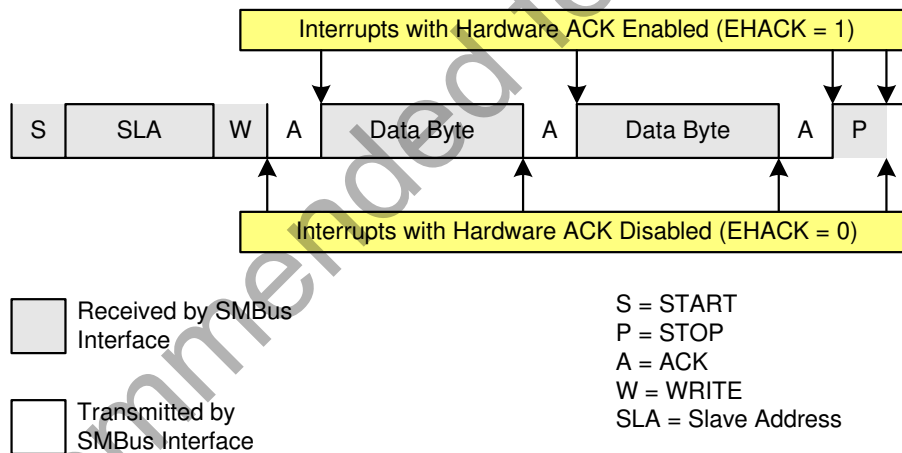 Interrupts with Hardware ACK Enabled (EHACK = 1)
S SLA W A Data Byte A Data Byte A P
Interrupts with Hardware ACK Disabled (EHACK = 0)
Received by SMBus
Interface
Transmitted by
SMBus Interface
S = START
P = STOP
A = ACK
W = WRITE
SLA = Slave Address